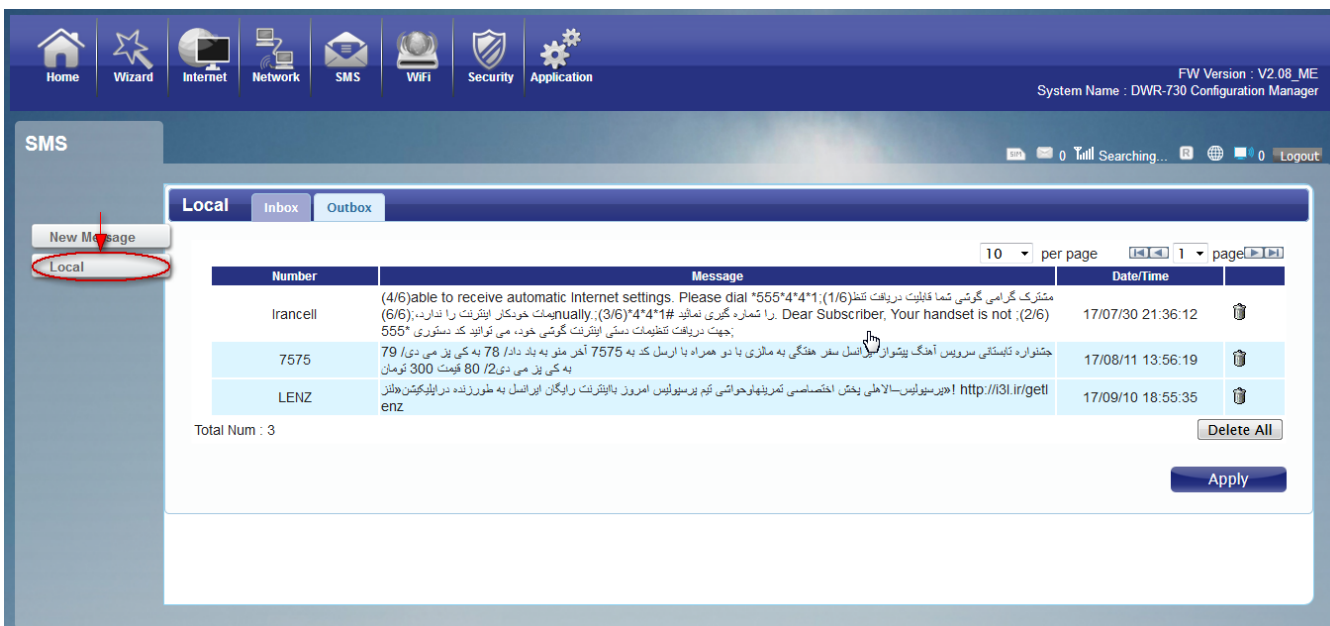 Home Wizard Internet Network SMS WiFi Security Application
FW Version : V2.08_ME
System Name : DWR-730 Configuration Manager
SMS
SIM 0 Searching... R 0 Logout
Local Inbox Outbox
New Message
Local
10 per page 1 page
Number Message Date/Time
(4/6)able to receive automatic Internet settings. Please dial *555*4*4*1;(1/6)مشترک گرامی گوشی شما قابلیت دریافت تنظ
Irancell (2/6); Dear Subscriber, Your handset is not .را شماره گیری نمائید #1*4*4*(3/6);.nuallyیمات خودکار اینترنت را ندارد،;(6/6) 17/07/30 21:36:12
;جهت دریافت تنظیمات دستی اینترنت گوشی خود، می توانید کد دستوری *555
7575 جشنواره تابستانی سرویس آهنگ پیشواز ایرانسل سفر هفتگی به مالزی با دو همراه با ارسل کد به 7575 آخر منو به باد داد/ 78 به کی پز می دی/ 79 17/08/11 13:56:19
به کی پز می دی2/ 80 قیمت 300 تومان
LENZ پرسپولیس–الاهلی پخش اختصاصی تمرینهاوحواشی تیم پرسپولیس امروز بااینترنت رایگان ایرانسل به طورزنده دراپلیکیشن«لنز»! http://i3l.ir/getl 17/09/10 18:55:35
enz
Total Num : 3 Delete All
Apply